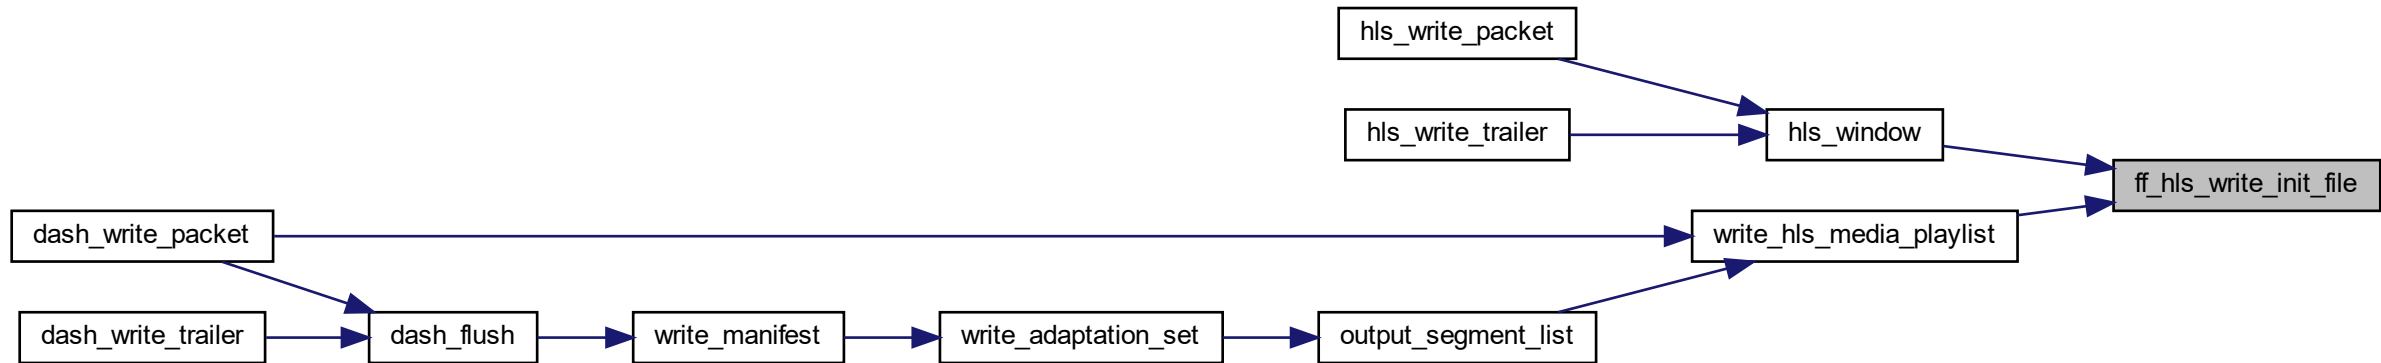 hls_write_packet
hls_write_trailer
hls_window
ff_hls_write_init_file
dash_write_packet
write_hls_media_playlist
dash_write_trailer
dash_flush
write_manifest
write_adaptation_set
output_segment_list